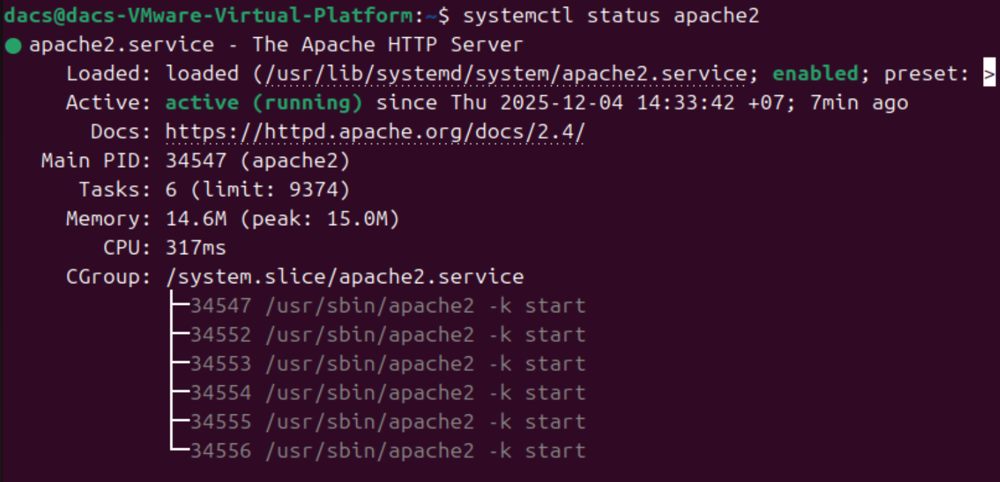 dacs@dacs-VMware-Virtual-Platform:~$ systemctl status apache2
● apache2.service - The Apache HTTP Server
     Loaded: loaded (/usr/lib/systemd/system/apache2.service; enabled; preset: >
     Active: active (running) since Thu 2025-12-04 14:33:42 +07; 7min ago
       Docs: https://httpd.apache.org/docs/2.4/
   Main PID: 34547 (apache2)
      Tasks: 6 (limit: 9374)
     Memory: 14.6M (peak: 15.0M)
        CPU: 317ms
     CGroup: /system.slice/apache2.service
             ├─34547 /usr/sbin/apache2 -k start
             ├─34552 /usr/sbin/apache2 -k start
             ├─34553 /usr/sbin/apache2 -k start
             ├─34554 /usr/sbin/apache2 -k start
             ├─34555 /usr/sbin/apache2 -k start
             └─34556 /usr/sbin/apache2 -k start